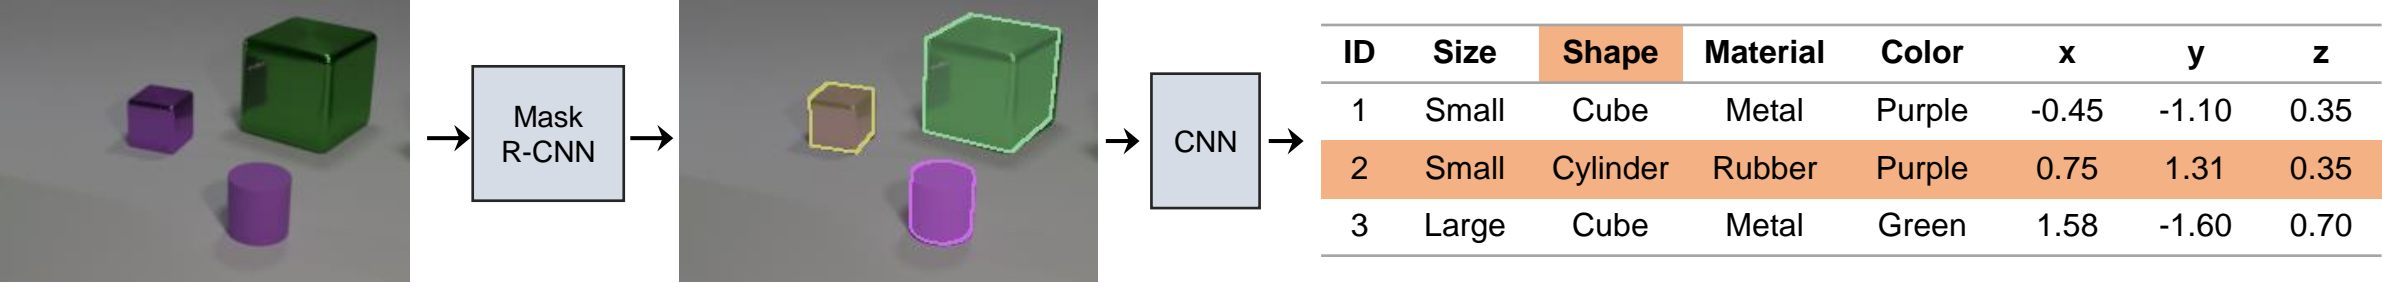 Mask
R-CNN
CNN
ID Size Shape Material Color x y z
1 Small Cube Metal Purple -0.45 -1.10 0.35
2 Small Cylinder Rubber Purple 0.75 1.31 0.35
3 Large Cube Metal Green 1.58 -1.60 0.70